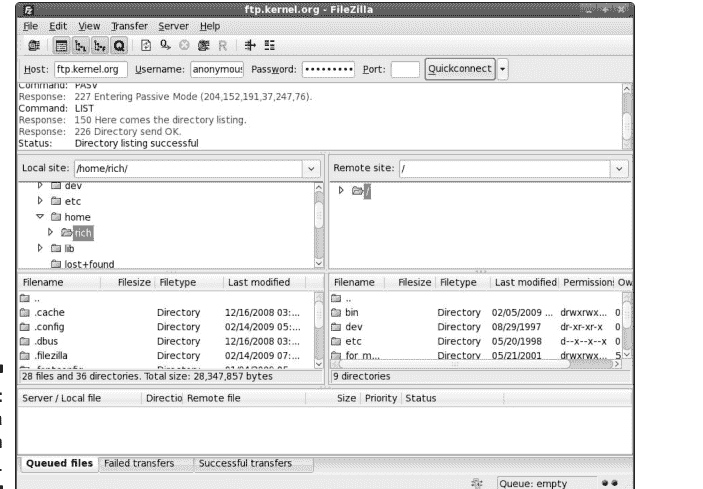 ftp.kernel.org - FileZilla
File Edit View Transfer Server Help
Host: ftp.kernel.org Username: anonymou: Password: ••••••••• Port: Quickconnect
Command: PASV
Response: 227 Entering Passive Mode (204,152,191,37,247,76).
Command: LIST
Response: 150 Here comes the directory listing.
Response: 226 Directory send OK.
Status: Directory listing successful
Local site: /home/rich/
dev
etc
home
rich
lib
lost+found
Remote site: /
/
Filename Filesize Filetype Last modified
..
.cache Directory 12/16/2008 03:...
.config Directory 02/14/2009 05:...
.dbus Directory 12/16/2008 03:...
.filezilla Directory 02/14/2009 07:...
28 files and 36 directories. Total size: 28,347,857 bytes
Filename Filesize Filetype Last modified Permission: Ow
..
bin Directory 02/05/2009 ... drwxrwx... 0
dev Directory 08/29/1997 dr-xr-xr-x 0
etc Directory 05/20/1998 d--x--x--x 0
for_m... Directory 05/21/2001 drwxrwx... 5
9 directories
Server / Local file Directio Remote file Size Priority Status
Queued files Failed transfers Successful transfers
Queue: empty